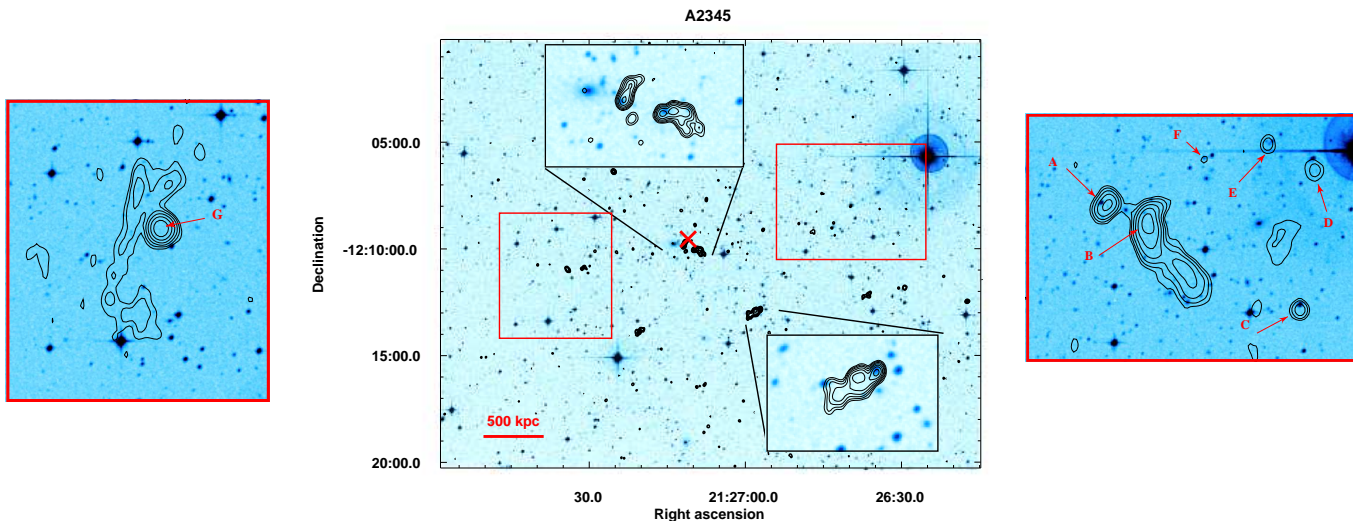 A2345
05:00.0
-12:10:00.0
15:00.0
20:00.0
Declination
500 kpc
30.0
21:27:00.0
26:30.0
Right ascension
G
A
B
F
E
D
C